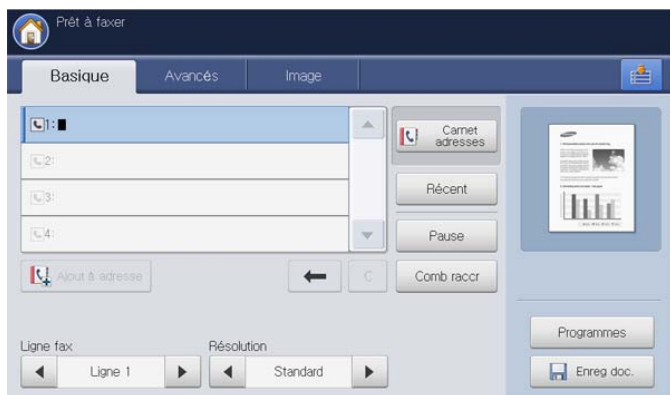 Prêt à faxer
Basique
Avancés
Image
1:
2:
3:
4:
Carnet
adresses
Récent
Pause
Ajout à adresse
C
Comb raccr
Ligne fax
Résolution
Ligne 1
Standard
Programmes
Enreg doc.